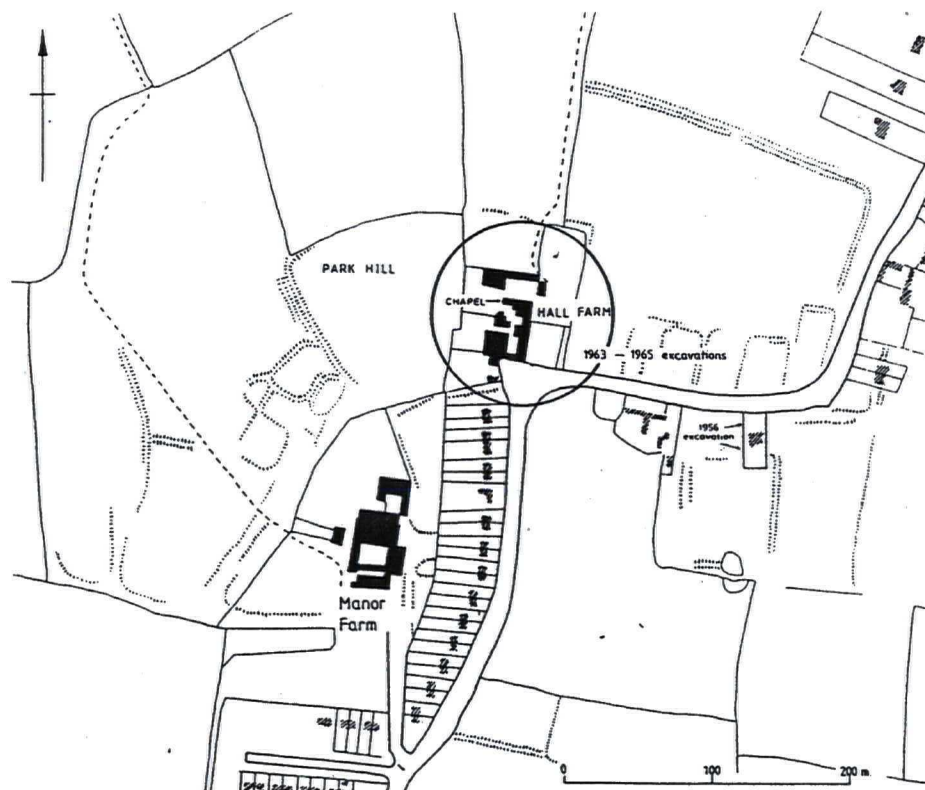 PARK HILL
CHAPEL
HALL FARM
1963 – 1965 excavations
1956
excavation
Manor
Farm
0 100 200 m